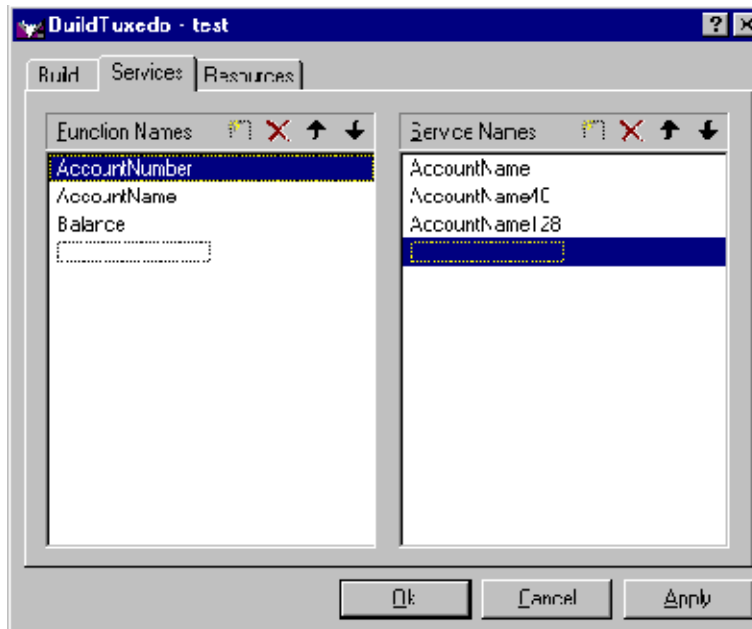 BuildTuxedo - test
Build Services Resources
Function Names
AccountNumber
AccountName
Balance
Service Names
AccountName
AccountName40
AccountName128
Ok Cancel Apply